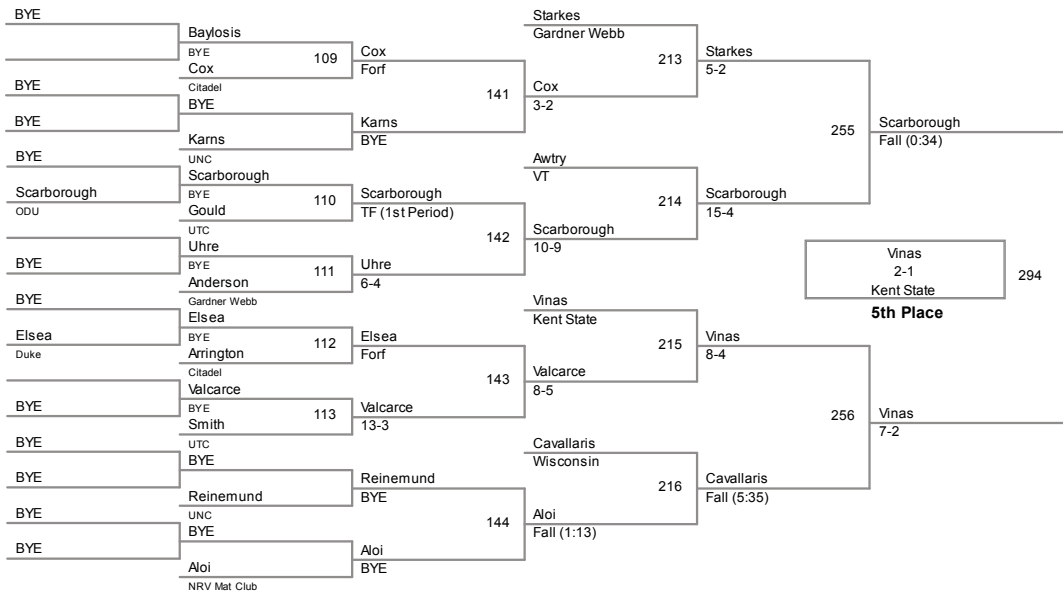 BYE
BYE
BYE
BYE
Scarborough
ODU
BYE
BYE
Elsea
Duke
BYE
BYE
BYE
BYE
BYE
Baylosis
BYE
109
Cox
Citadel
BYE
Karns
UNC
Scarborough
BYE
110
Gould
UTC
Uhre
BYE
111
Anderson
Gardner Webb
Elsea
BYE
112
Arrington
Citadel
Valcarce
BYE
113
Smith
UTC
BYE
Reinemund
UNC
BYE
Aloi
NRV Mat Club
Cox
Forf
141
Karns
BYE
Scarborough
TF (1st Period)
142
Uhre
6-4
Elsea
Forf
143
Valcarce
13-3
Reinemund
BYE
144
Aloi
BYE
Starkes
Gardner Webb
213
Cox
3-2
Awtry
VT
214
Scarborough
10-9
Vinas
Kent State
215
Valcarce
8-5
Cavallaris
Wisconsin
216
Aloi
Fall (1:13)
Starkes
5-2
255
Scarborough
15-4
Vinas
8-4
256
Cavallaris
Fall (5:35)
Scarborough
Fall (0:34)
Vinas
2-1
Kent State
294
5th Place
Vinas
7-2